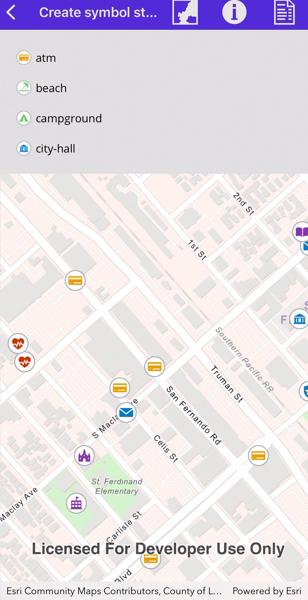 Create symbol st...
atm
beach
campground
city-hall
2nd St
1st St
S
F
Southern Pacific RR
Truman St
San Fernando Rd
S Macla Ave
Celis St
St. Ferdinand
Elementary
Maclay Ave
Carlisle St
Licensed For Developer Use Only
Blvd
Esri Community Maps Contributors, County of L... Powered by Esri